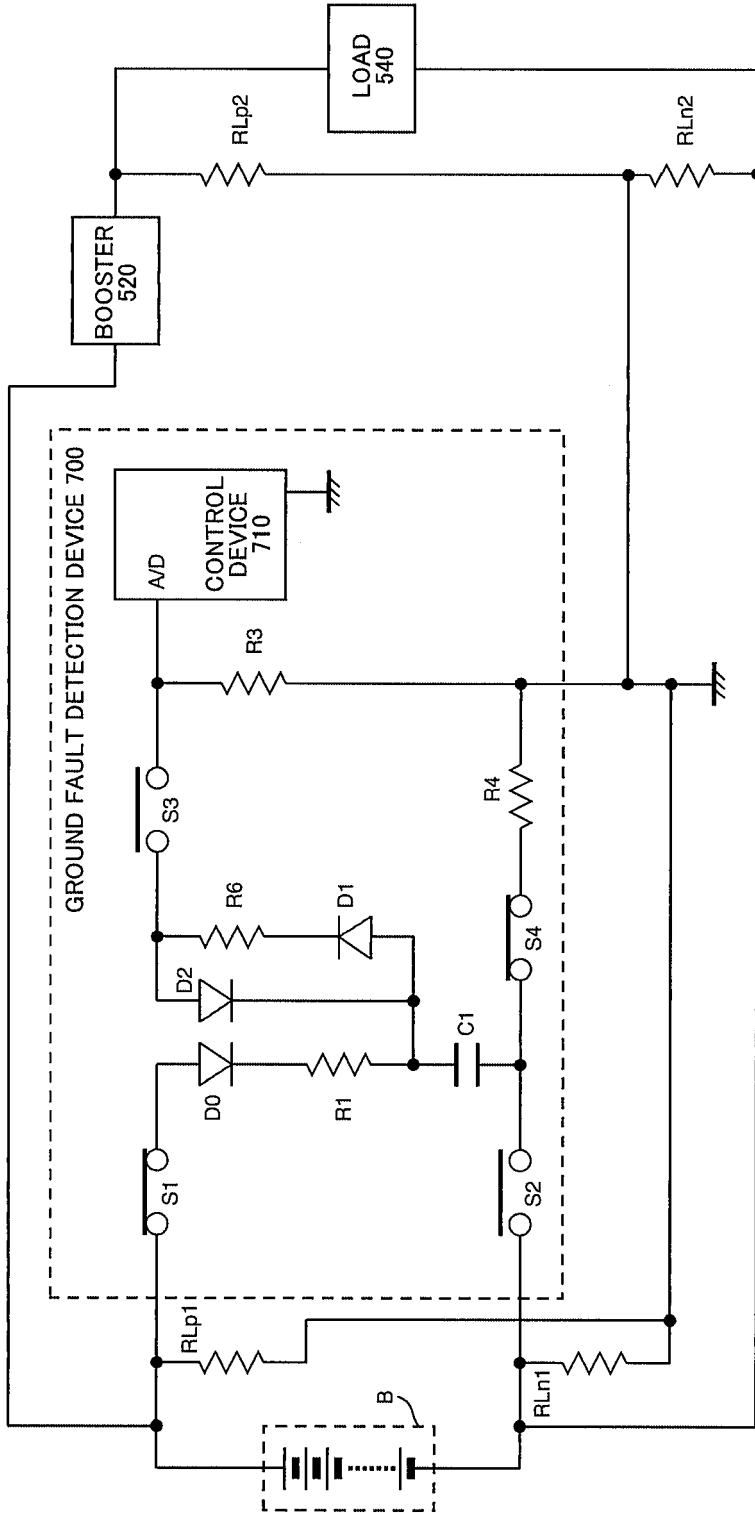 GROUND FAULT DETECTION DEVICE 700
BOOSTER
520
LOAD
540
RLp2
RLn2
A/D
CONTROL
DEVICE
710
R3
S3
R4
R6
D1
D2
S4
D0
R1
C1
S1
S2
RLp1
RLn1
B